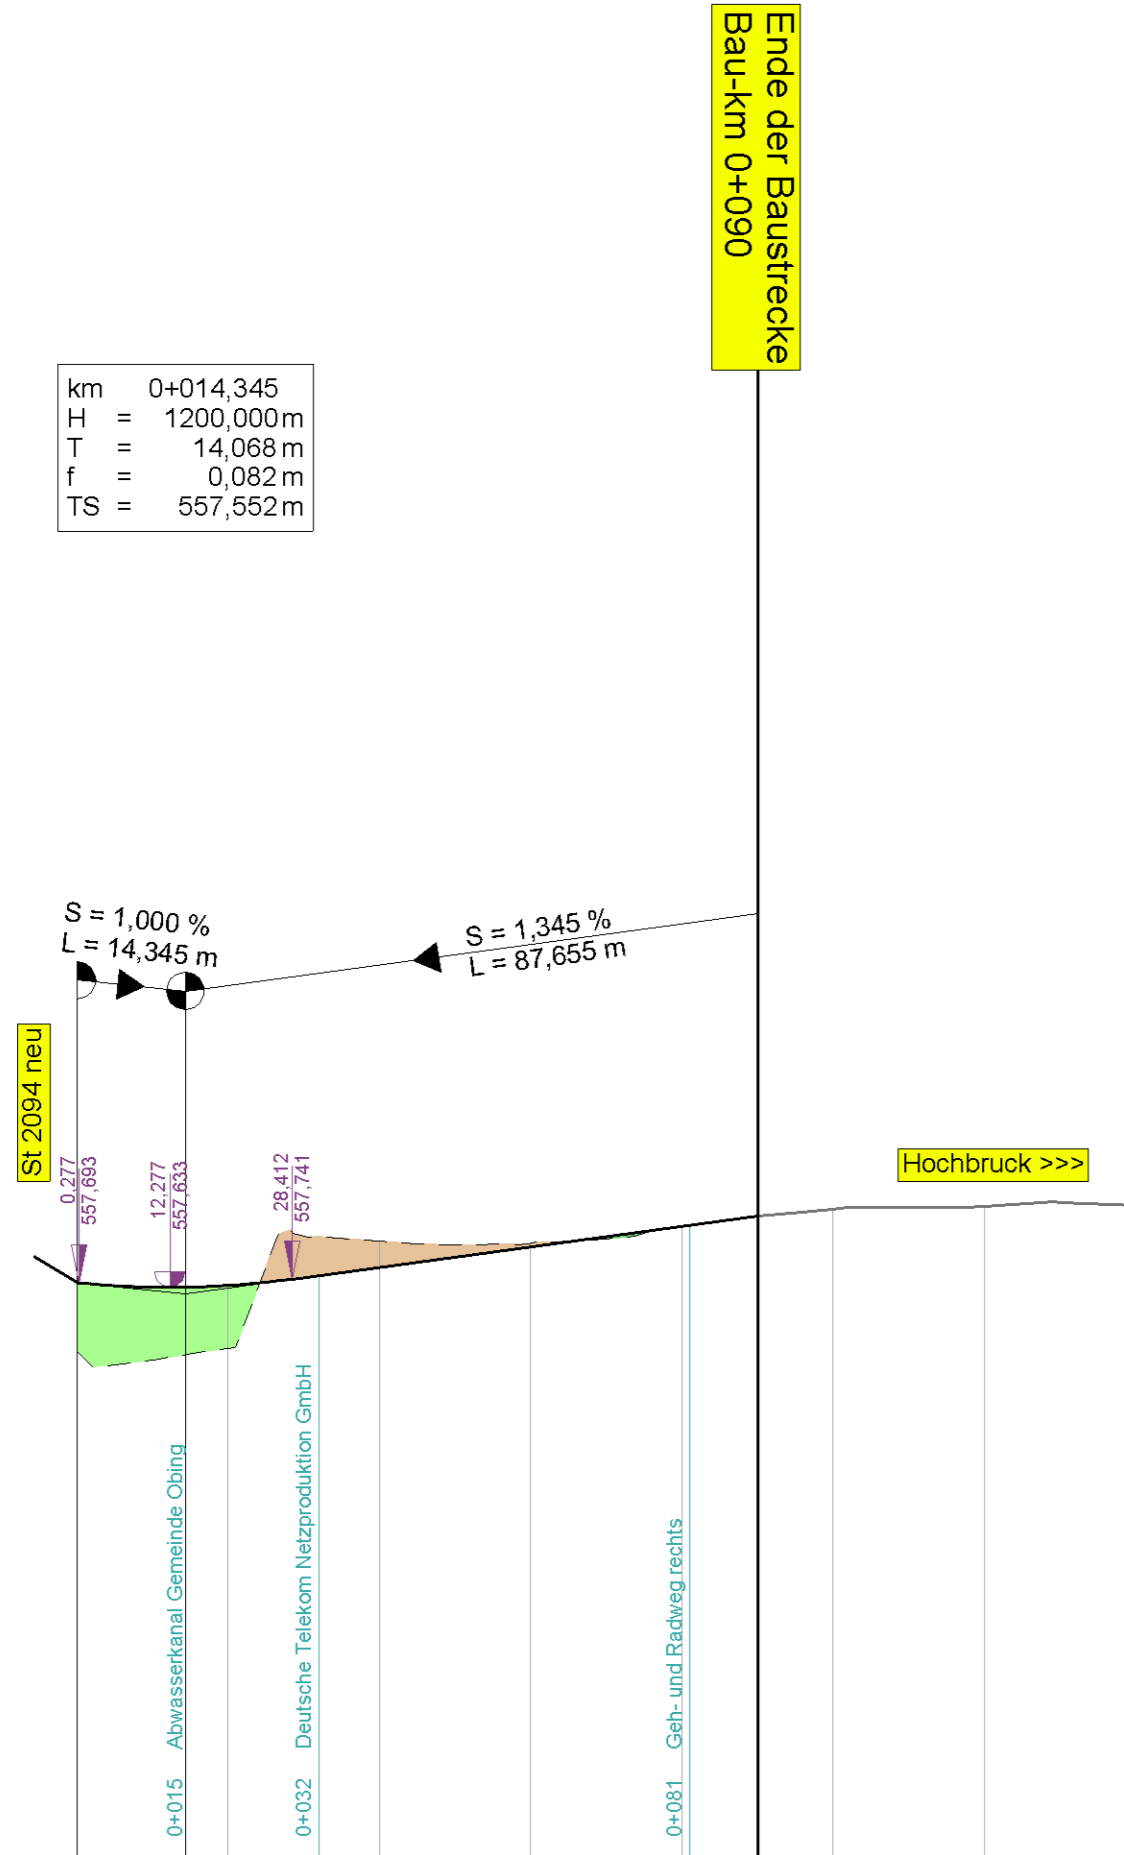 Ende der Baustrecke
Bau-km 0+090
km 0+014,345
H = 1200,000 m
T = 14,068 m
f = 0,082 m
TS = 557,552 m
S = 1,000 %
L = 14,345 m
S = 1,345 %
L = 87,655 m
St 2094 neu
0,277
557,693
12,277
557,633
28,412
557,741
Hochbruck >>>
0+015 Abwasserkanal Gemeinde Obing
0+032 Deutsche Telekom Netzproduktion GmbH
0+081 Geh- und Radweg rechts